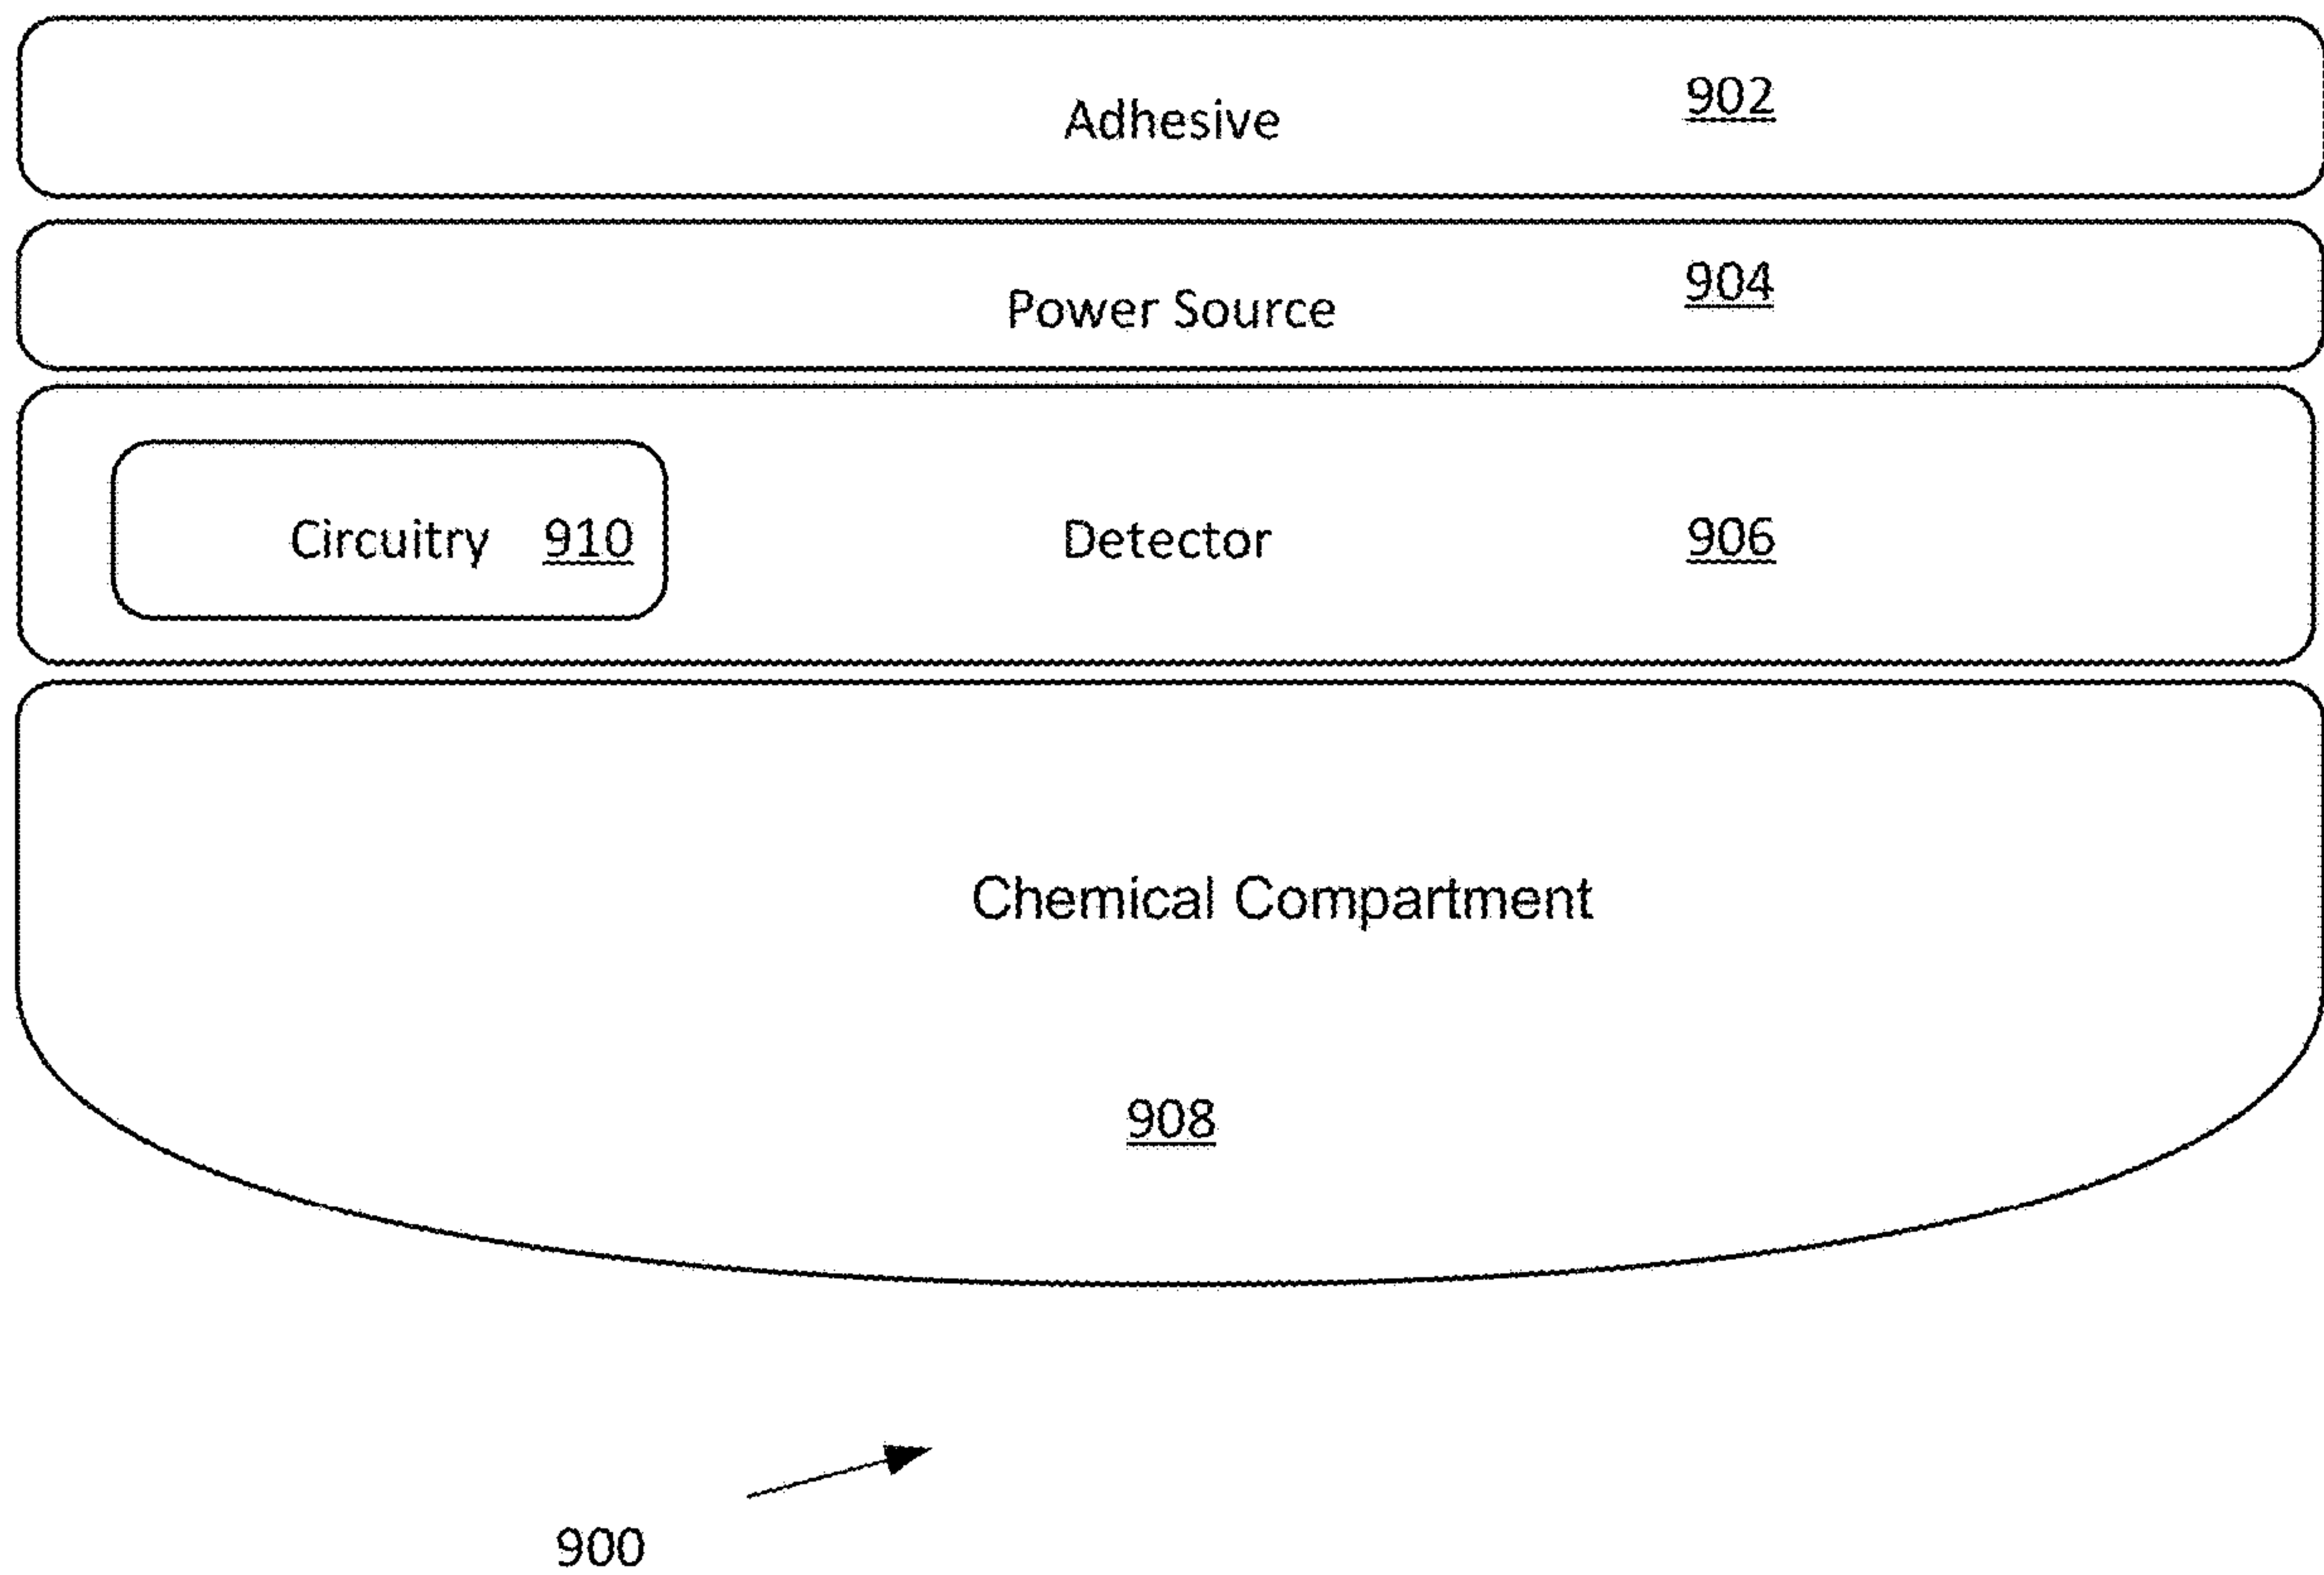 Adhesive 902
Power Source 904
Circuitry 910 Detector 906
Chemical Compartment
908
900